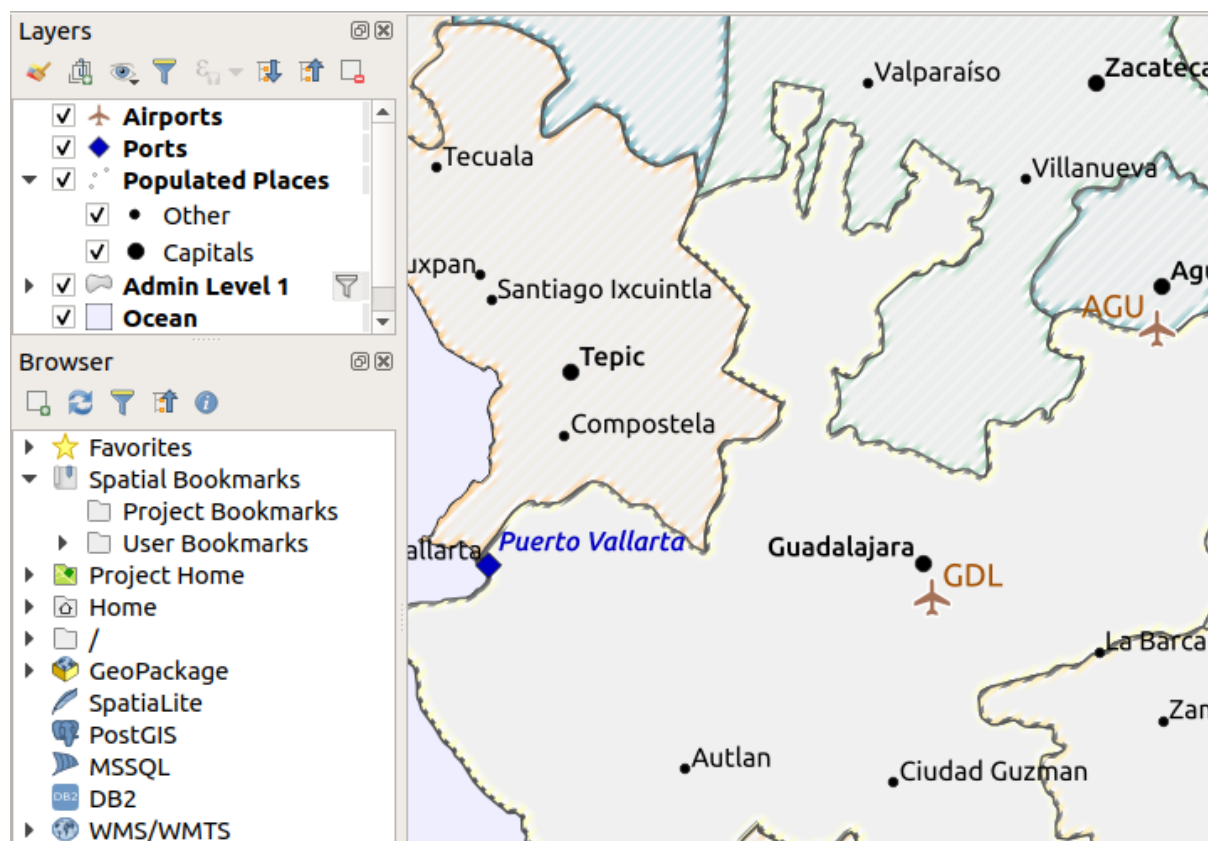 Layers
Airports
Ports
Populated Places
Other
Capitals
Admin Level 1
Ocean
Browser
Favorites
Spatial Bookmarks
Project Bookmarks
User Bookmarks
Project Home
Home
/
GeoPackage
SpatiaLite
PostGIS
MSSQL
DB2
DB2
WMS/WMTS
Valparaíso
Zacateca
Tecuala
Villanueva
uxpan
Santiago Ixcuintla
Agu
AGU
Tepic
Compostela
allarta
Puerto Vallarta
Guadalajara
GDL
La Barca
Zam
Autlan
Ciudad Guzman